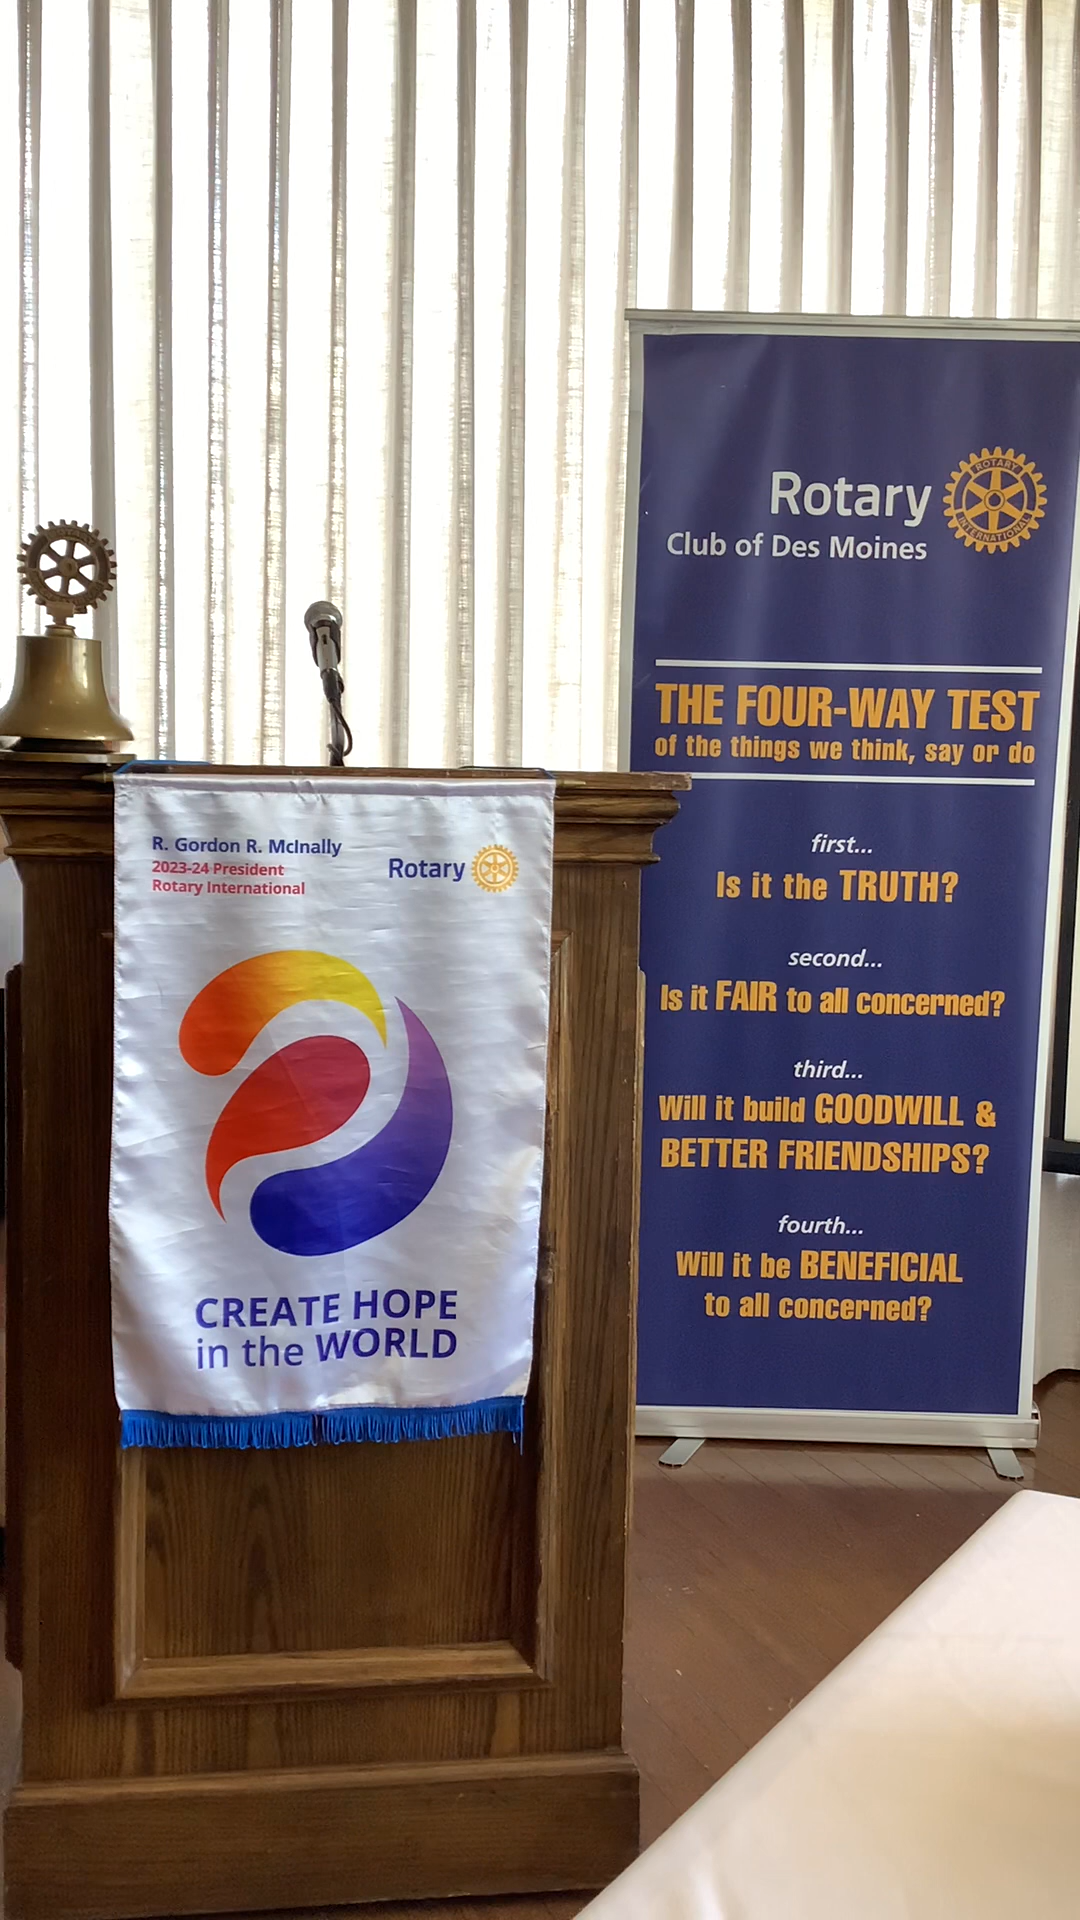 R. Gordon R. McInally
2023-24 President
Rotary International
Rotary
CREATE HOPE
in the WORLD
Rotary
Club of Des Moines
ROTARY
INTERNATIONAL
THE FOUR-WAY TEST
of the things we think, say or do
first...
Is it the TRUTH?
second...
Is it FAIR to all concerned?
third...
Will it build GOODWILL &
BETTER FRIENDSHIPS?
fourth...
Will it be BENEFICIAL
to all concerned?